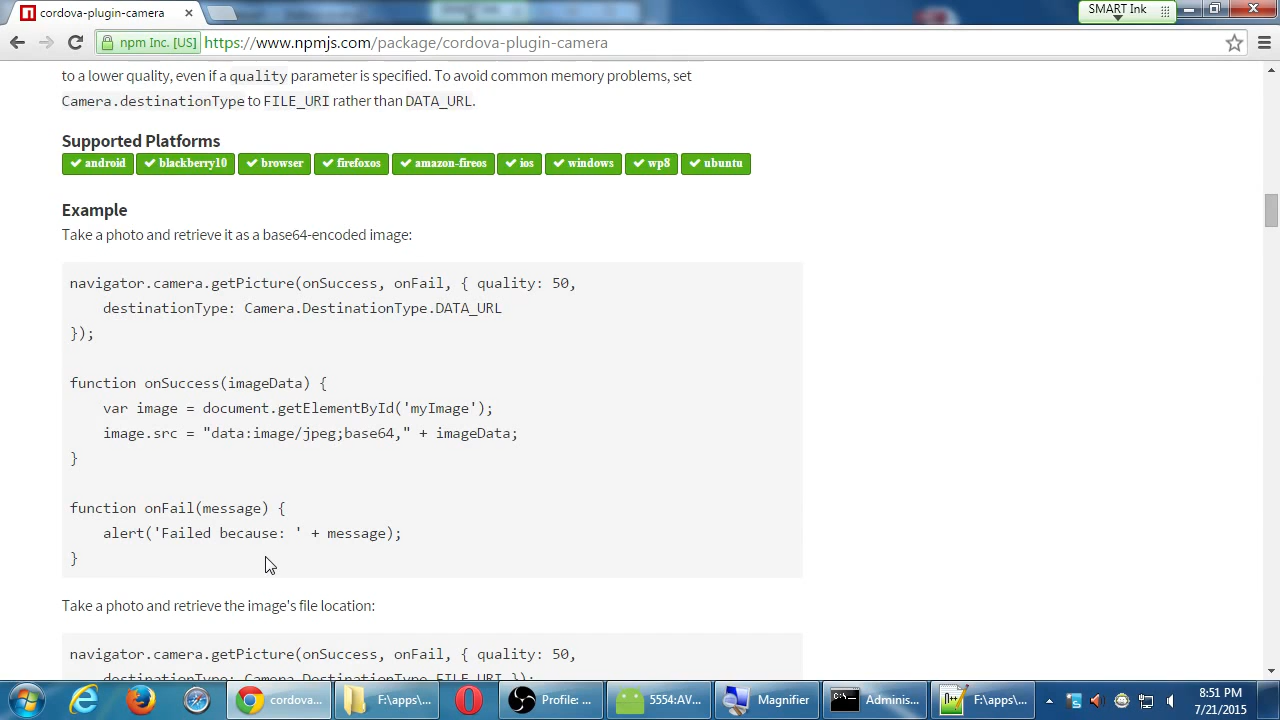 cordova-plugin-camera
SMART Ink
npm Inc. [US]
https://www.npmjs.com/package/cordova-plugin-camera
to a lower quality, even if a quality parameter is specified. To avoid common memory problems, set
Camera.destinationType to FILE_URI rather than DATA_URL.
Supported Platforms
android blackberry10 browser firefoxos amazon-fireos ios windows wp8 ubuntu
Example
Take a photo and retrieve it as a base64-encoded image:
navigator.camera.getPicture(onSuccess, onFail, { quality: 50,
destinationType: Camera.DestinationType.DATA_URL
});
function onSuccess(imageData) {
var image = document.getElementById('myImage');
image.src = "data:image/jpeg;base64," + imageData;
}
function onFail(message) {
alert('Failed because: ' + message);
}
Take a photo and retrieve the image's file location:
navigator.camera.getPicture(onSuccess, onFail, { quality: 50,
destinationType: Camera.DestinationType.FILE_URI });
cordova... F:\apps\... Profile: ... 5554:AV... Magnifier Adminis... F:\apps\...
8:51 PM
7/21/2015